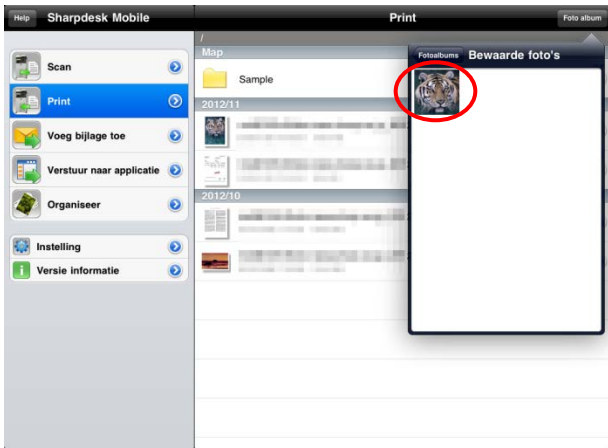 Help
Sharpdesk Mobile
Print
Foto album
Scan
Print
Voeg bijlage toe
Verstuur naar applicatie
Organiseer
Instelling
Versie informatie
/
Map
Sample
2012/11
2012/10
Fotoalbums
Bewaarde foto's